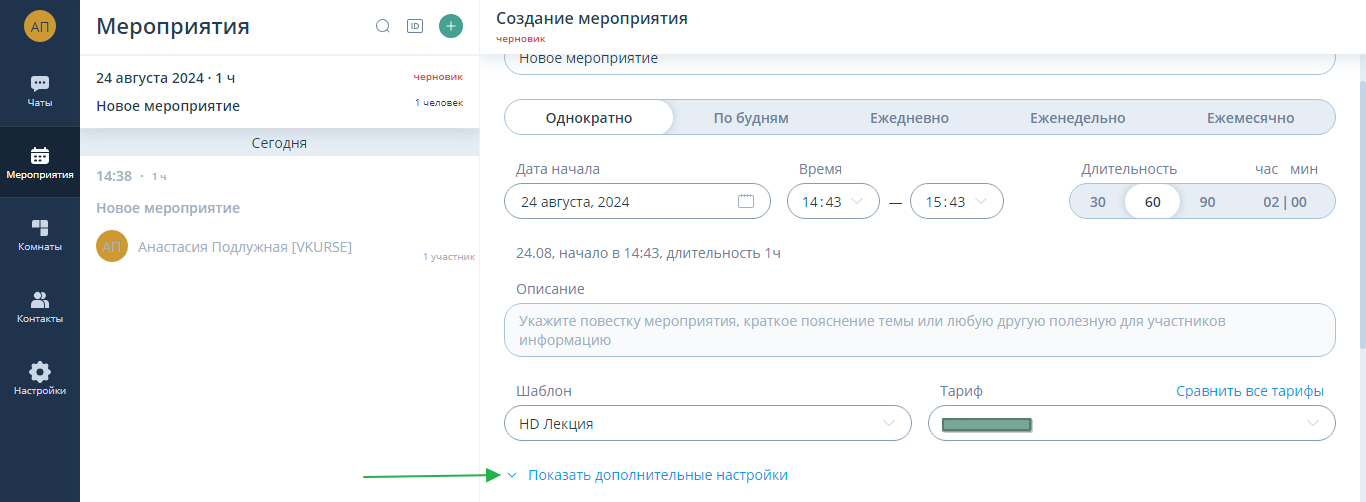 АП
Чаты
Мероприятия
Комнаты
Контакты
Настройки
Мероприятия
ID
24 августа 2024 · 1 ч
черновик
Новое мероприятие
1 человек
Сегодня
14:38 · 1 ч
Новое мероприятие
АП
Анастасия Подлужная [VKURSE]
1 участник
Создание мероприятия
черновик
Новое мероприятие
Однократно По будням Ежедневно Еженедельно Ежемесячно
Дата начала Время Длительность час мин
24 августа, 2024 14:43 — 15:43 30 60 90 02 | 00
24.08, начало в 14:43, длительность 1ч
Описание
Укажите повестку мероприятия, краткое пояснение темы или любую другую полезную для участников
информацию
Шаблон Тариф Сравнить все тарифы
HD Лекция
Показать дополнительные настройки